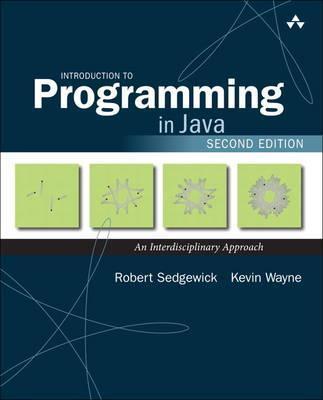 INTRODUCTION TO
Programming
in Java
SECOND EDITION
An Interdisciplinary Approach
Robert Sedgewick Kevin Wayne